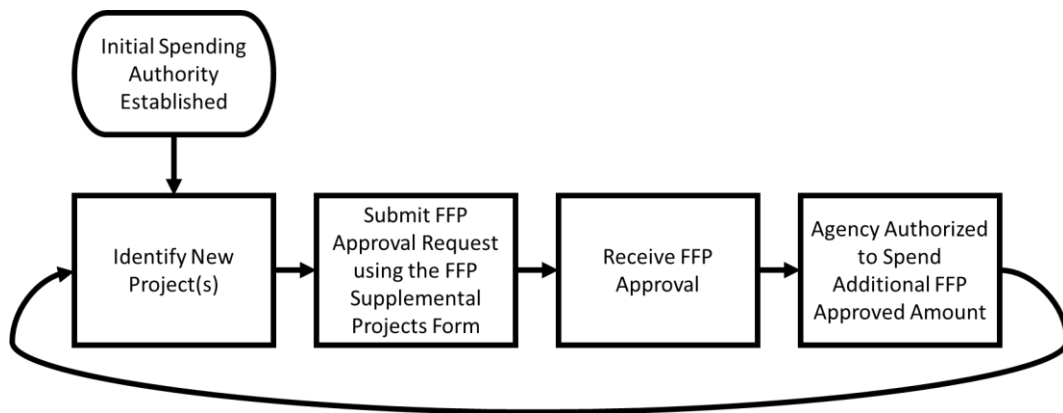 Initial Spending
Authority
Established
Identify New
Project(s)
Submit FFP
Approval Request
using the FFP
Supplemental
Projects Form
Receive FFP
Approval
Agency Authorized
to Spend
Additional FFP
Approved Amount